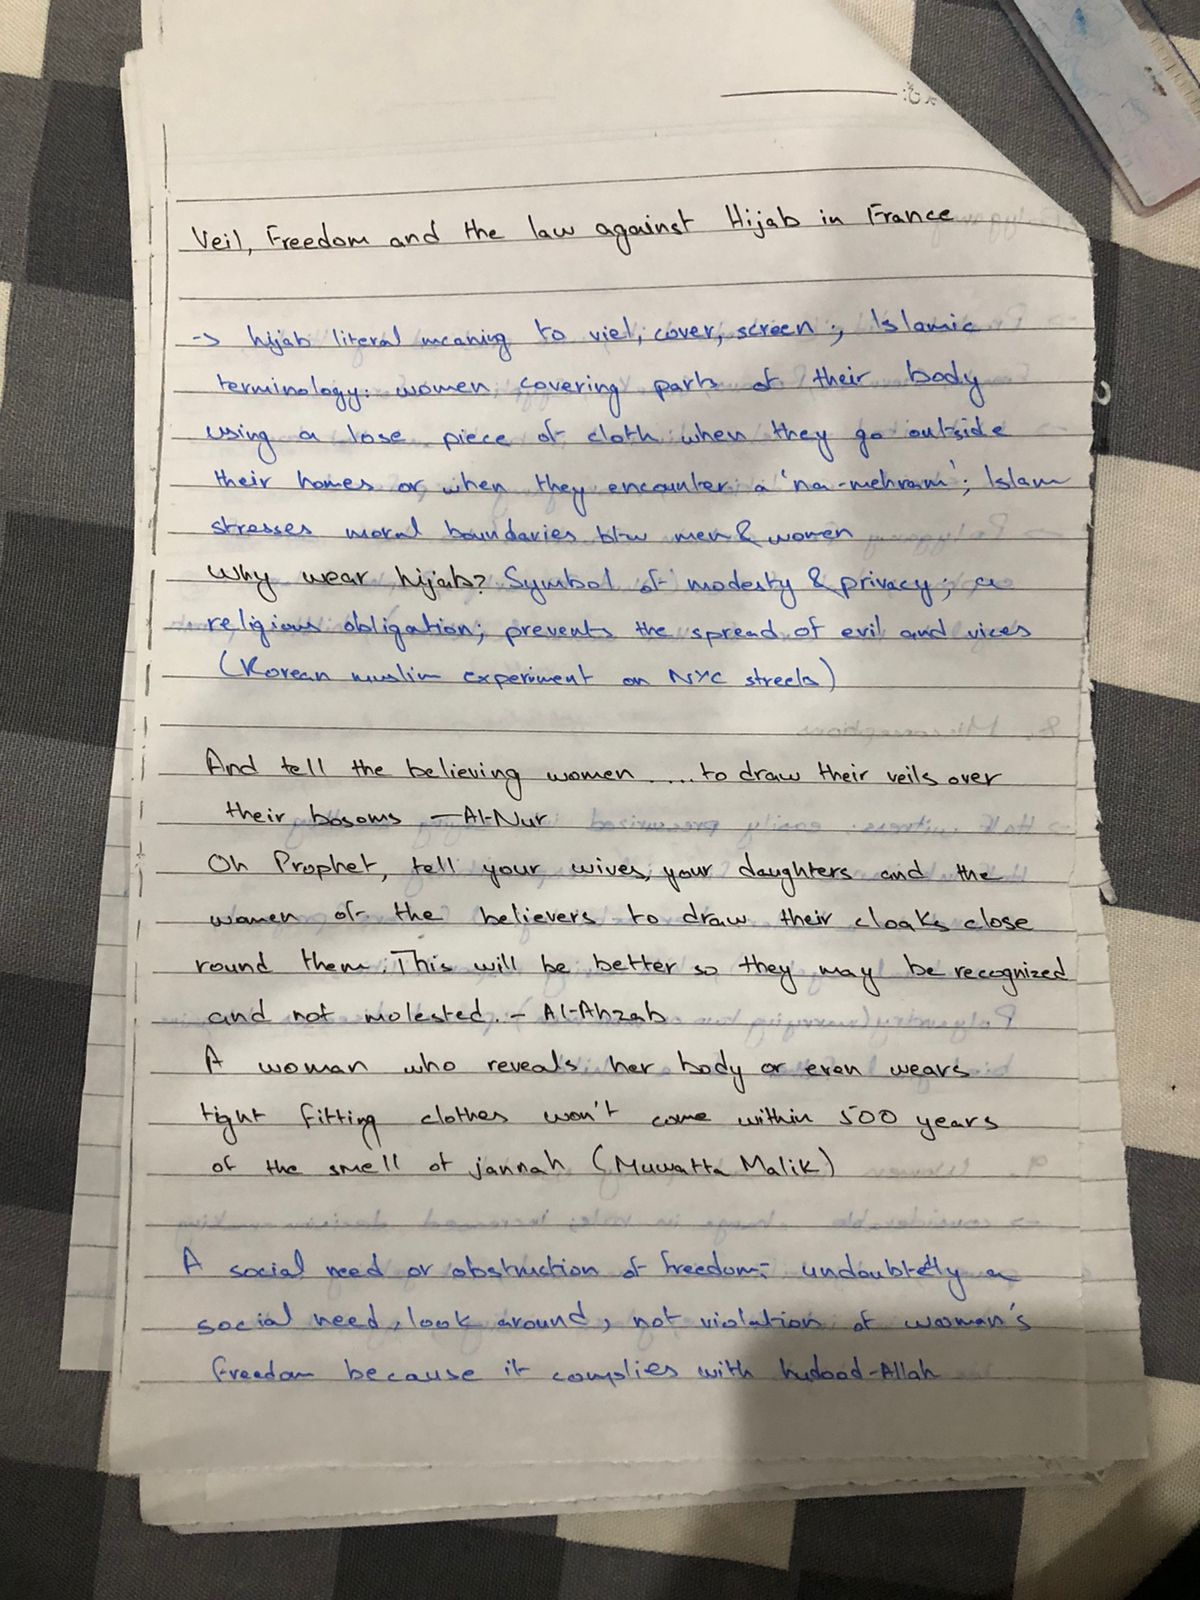 Veil, Freedom and the law against Hijab in France
-> hijab literal meaning to viel, cover, screen ; Islamic
terminology: women covering parts of their body
using a lose piece of cloth when they go outside
their homes or when they encounter a 'na-mehram'; Islam
stresses moral boundaries b/w men & women
Why wear hijab? Symbol of modesty & privacy; a
religious obligation; prevents the spread of evil and vices
(Korean muslim experiment on NYC streets)
And tell the believing women ....to draw their veils over
their bosoms —Al-Nur
Oh Prophet, tell your wives, your daughters and the
women of the believers to draw their cloaks close
round them. This will be better so they may be recognized
and not molested. - Al-Ahzab
A woman who reveals her body or even wears
tight fitting clothes won't come within 500 years
of the smell of jannah (Muwatta Malik)
A social need or obstruction of freedom:- undoubtetly a
social need, look around, not violation of woman's
freedom because it complies with hudood-Allah